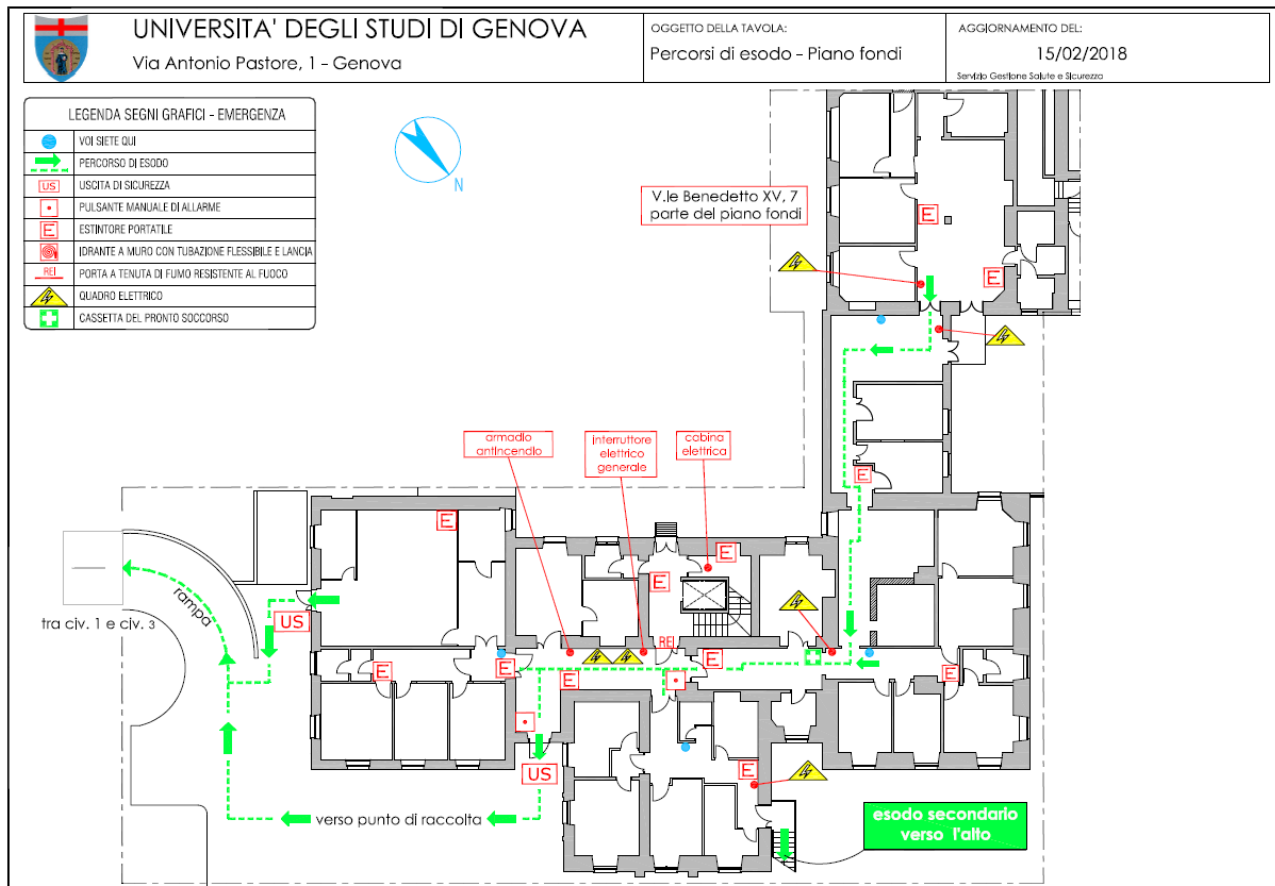 UNIVERSITA' DEGLI STUDI DI GENOVA
Via Antonio Pastore, 1 - Genova
OGGETTO DELLA TAVOLA:
Percorsi di esodo - Piano fondi
AGGIORNAMENTO DEL:
15/02/2018
Servizio Gestione Salute e Sicurezza
LEGENDA SEGNI GRAFICI - EMERGENZA
VOI SIETE QUI
PERCORSO DI ESODO
US USCITA DI SICUREZZA
PULSANTE MANUALE DI ALLARME
E ESTINTORE PORTATILE
IDRANTE A MURO CON TUBAZIONE FLESSIBILE E LANCIA
REI PORTA A TENUTA DI FUMO RESISTENTE AL FUOCO
QUADRO ELETTRICO
CASSETTA DEL PRONTO SOCCORSO
N
V.le Benedetto XV, 7
parte del piano fondi
E
E
E
armadio
antincendio
interruttore
elettrico
generale
cabina
elettrica
E
E
E
rampa
tra civ. 1 e civ. 3
US
REI
E
E
E
E
E
US
E
verso punto di raccolta
esodo secondario
verso l'alto